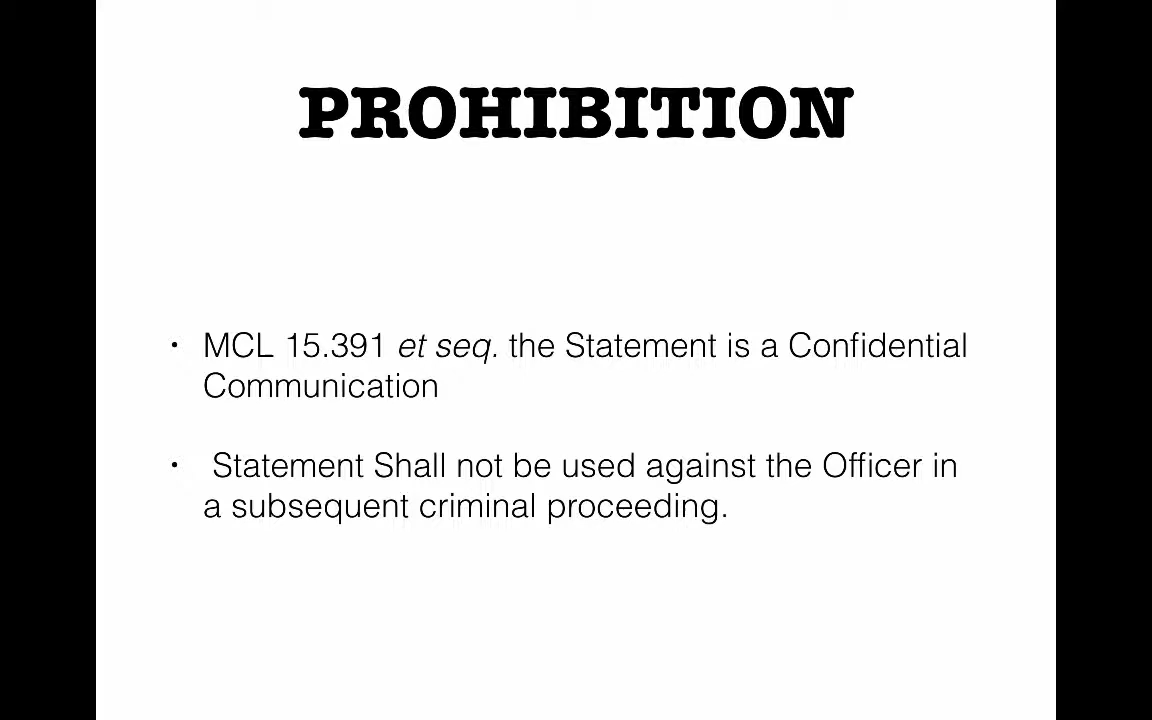 PROHIBITION
• MCL 15.391 et seq. the Statement is a Confidential
Communication
• Statement Shall not be used against the Officer in
a subsequent criminal proceeding.